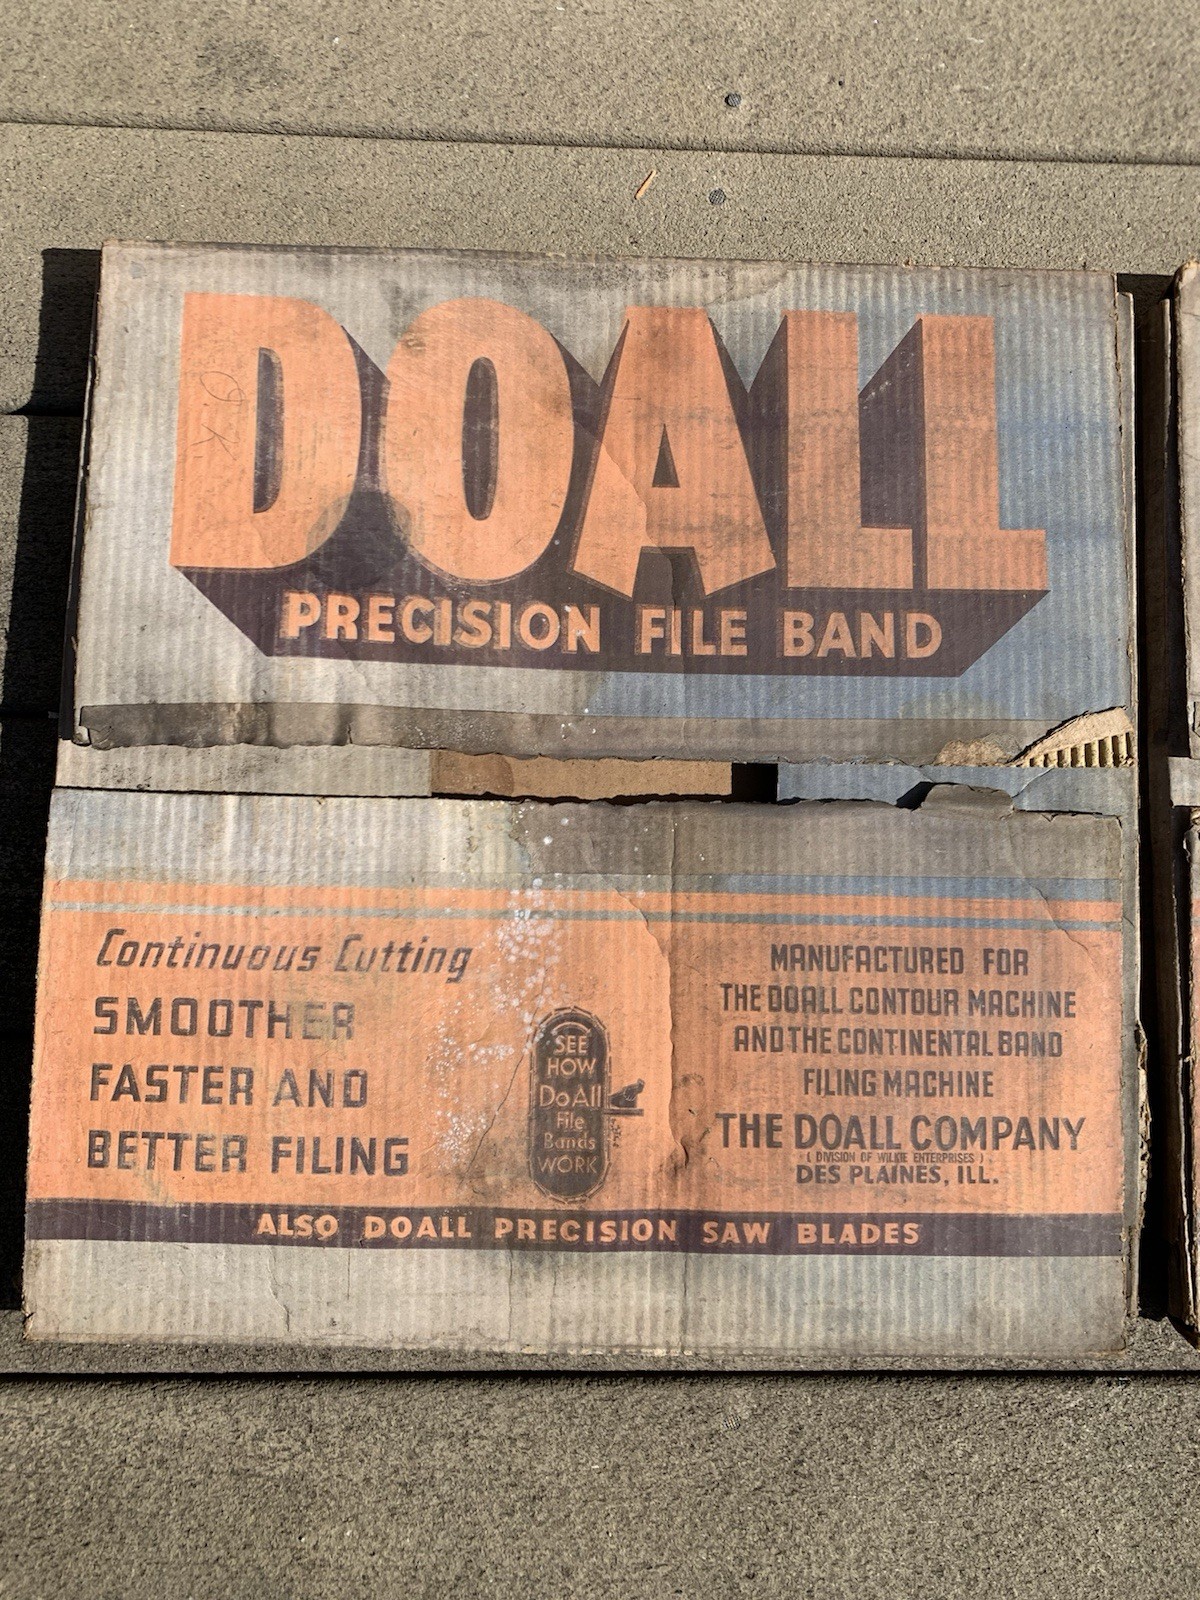 DOALL
O.K.
PRECISION FILE BAND
Continuous Cutting
SMOOTHER
FASTER AND
BETTER FILING
SEE
HOW
DoAll
File
Bands
WORK
MANUFACTURED FOR
THE DOALL CONTOUR MACHINE
AND THE CONTINENTAL BAND
FILING MACHINE
THE DOALL COMPANY
( DIVISION OF WILKIE ENTERPRISES )
DES PLAINES, ILL.
ALSO DOALL PRECISION SAW BLADES